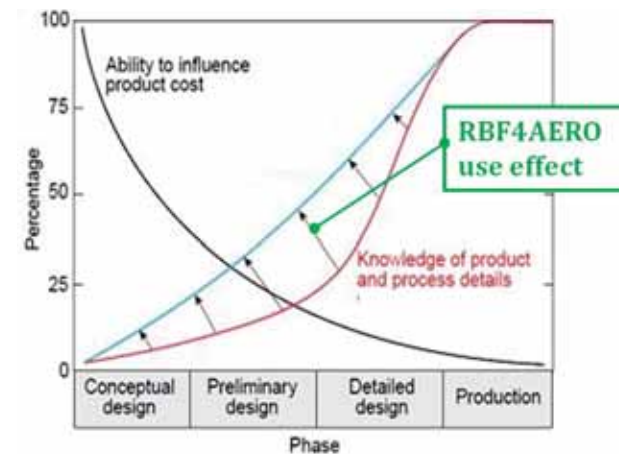 100
75
50
25
0
Percentage
Ability to influence
product cost
RBF4AERO
use effect
Knowledge of product
and process details
Conceptual
design
Preliminary
design
Detailed
design
Production
Phase